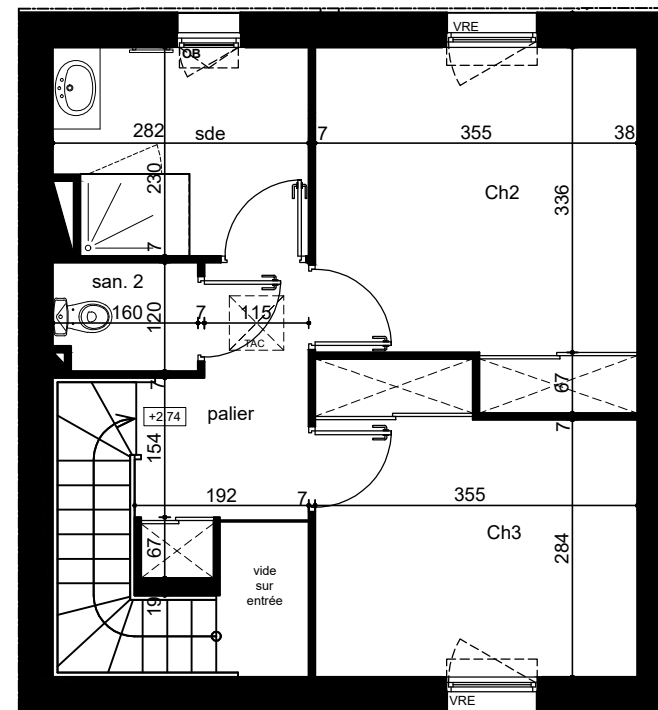 VRE
OB
282
sde
7
355
38
230
Ch2
336
7
san. 2
160
120
7
115
TAC
67
7
palier
+2.74
154
7
192
7
355
Ch3
67
284
vide
sur
entrée
19
VRE